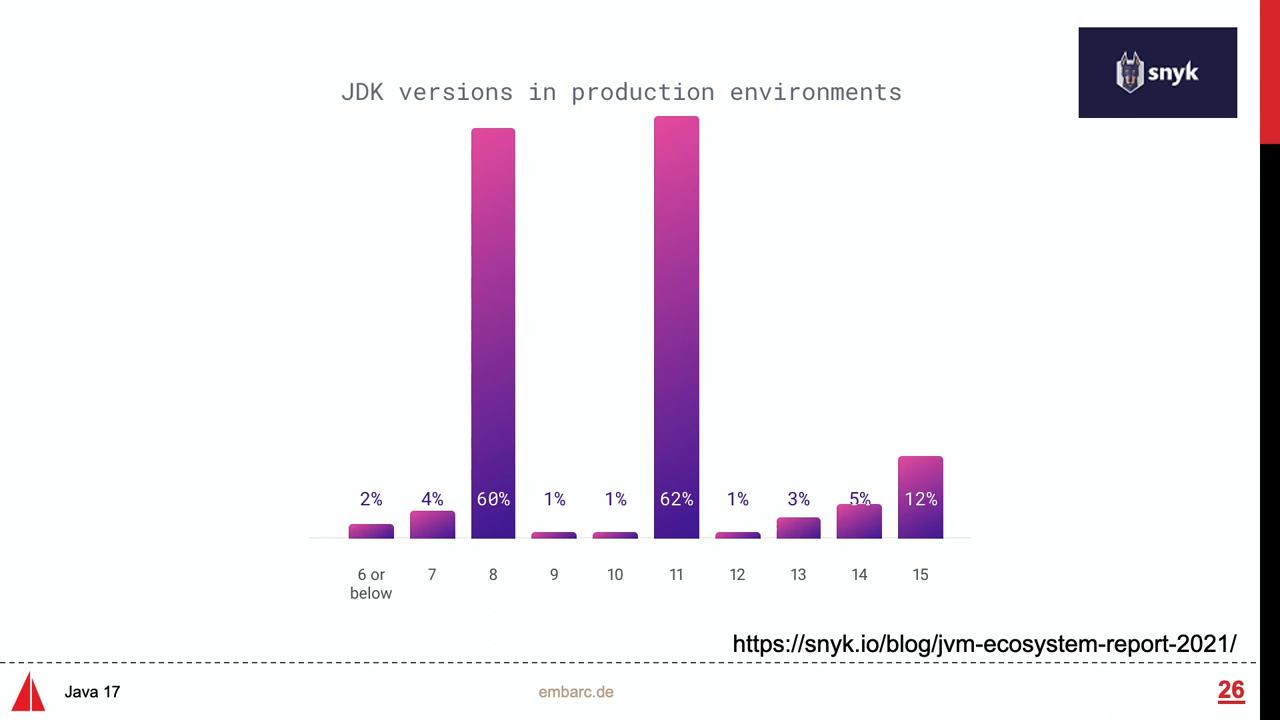 snyk
JDK versions in production environments
2% 4% 60% 1% 1% 62% 1% 3% 5% 12%
6 or below 7 8 9 10 11 12 13 14 15
https://snyk.io/blog/jvm-ecosystem-report-2021/
Java 17 embarc.de 26